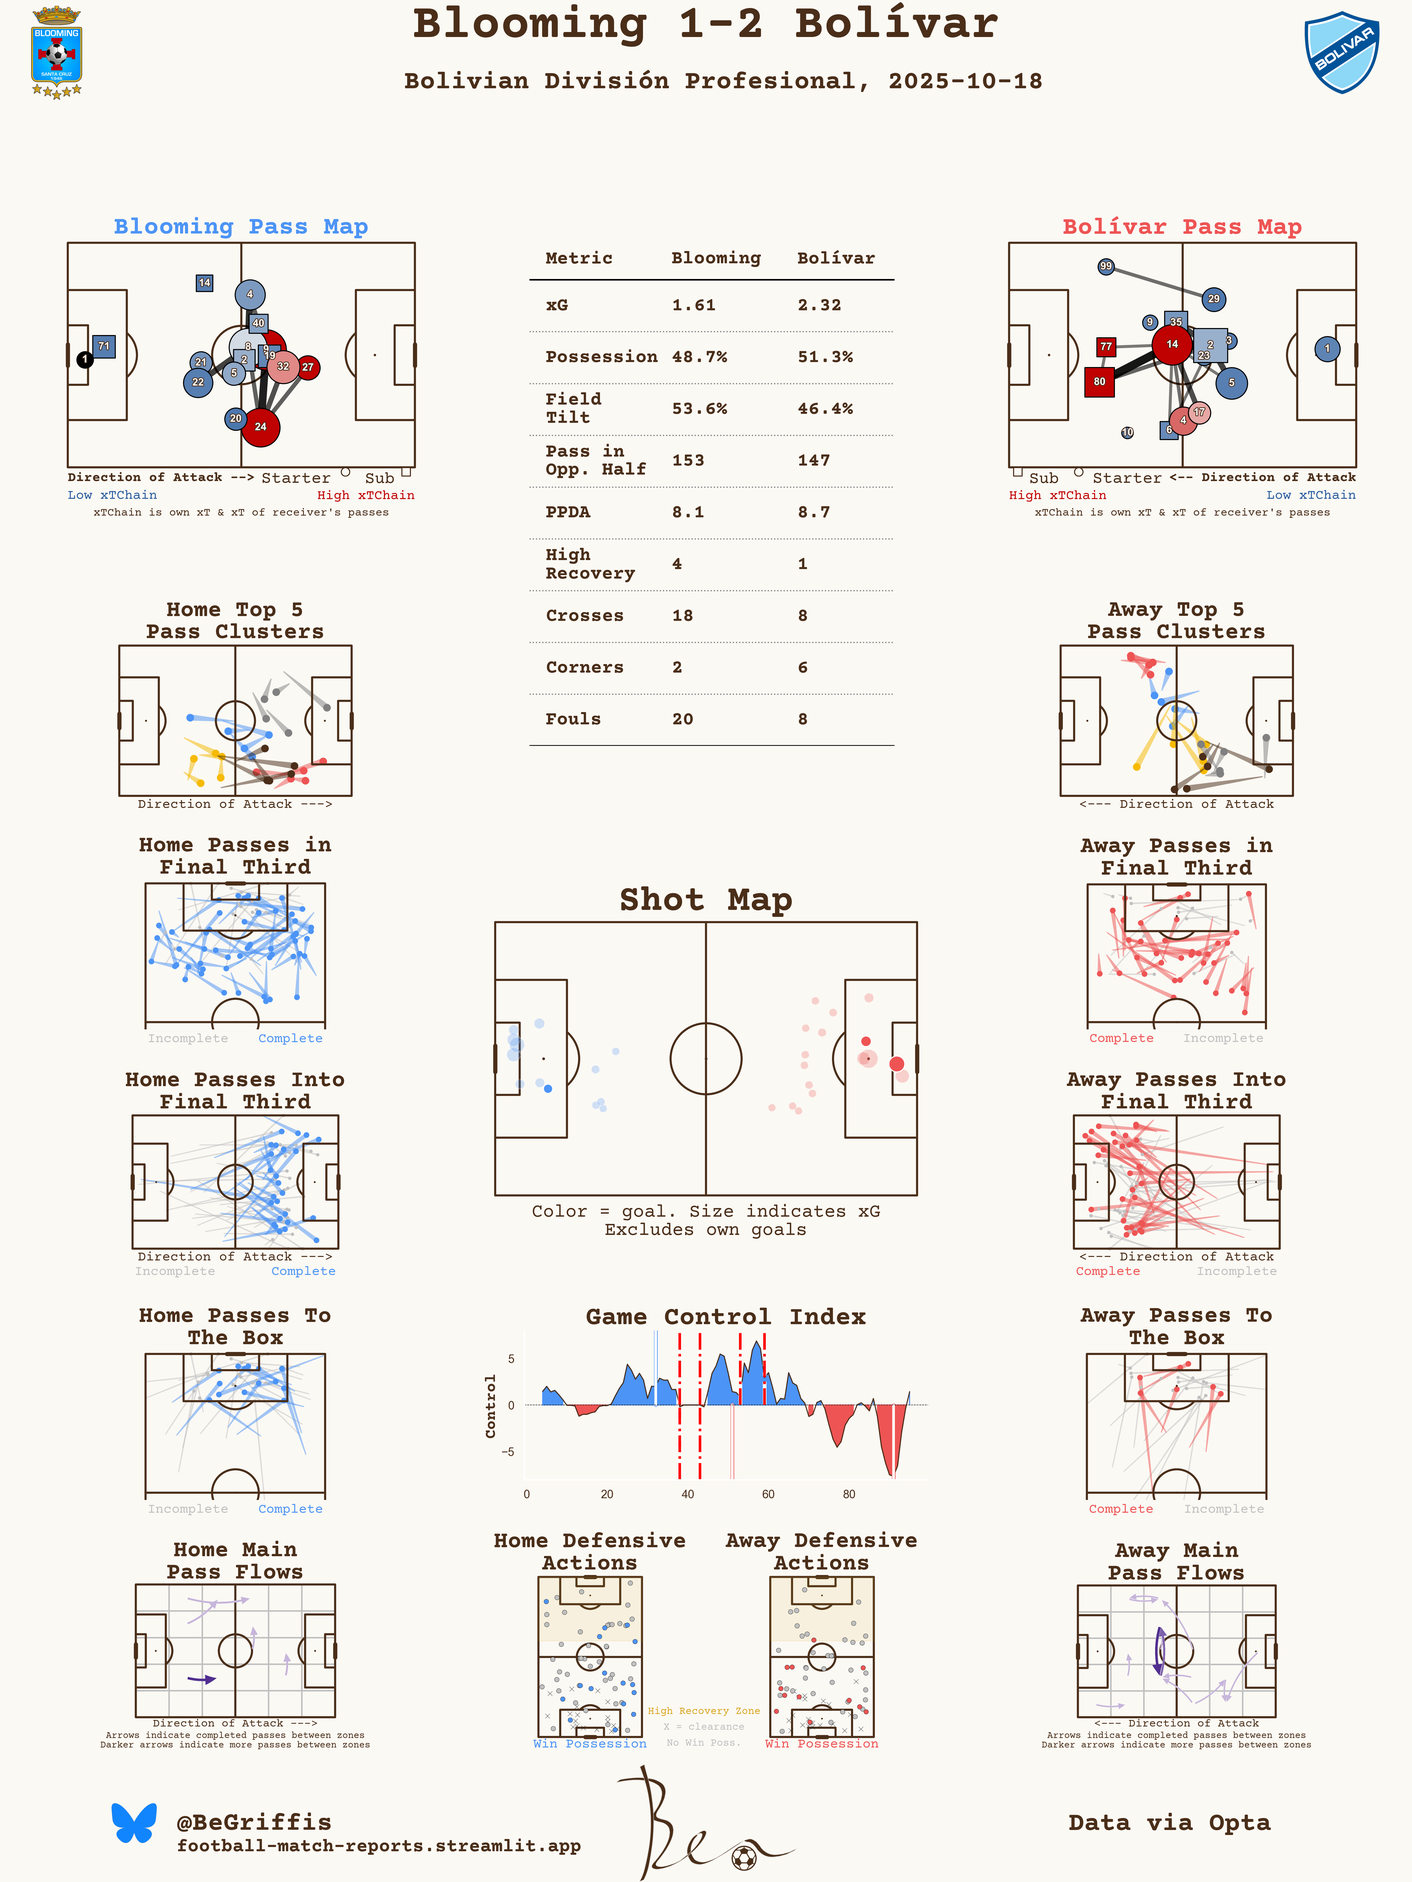 Blooming 1-2 Bolívar
Bolivian División Profesional, 2025-10-18
BLOOMING
SANTA CRUZ
1946
BOLIVAR
Blooming Pass Map
14
4
40
71
1
8
9
19
21
2
5
32
27
22
20
24
Direction of Attack --> Starter Sub
Low xTChain High xTChain
xTChain is own xT & xT of receiver's passes
Metric Blooming Bolívar
xG 1.61 2.32
Possession 48.7% 51.3%
Field
Tilt 53.6% 46.4%
Pass in
Opp. Half 153 147
PPDA 8.1 8.7
High
Recovery 4 1
Crosses 18 8
Corners 2 6
Fouls 20 8
Bolívar Pass Map
99
29
9
35
77
14
2
3
23
1
80
5
17
4
6
10
Sub Starter <-- Direction of Attack
High xTChain Low xTChain
xTChain is own xT & xT of receiver's passes
Home Top 5
Pass Clusters
Direction of Attack --->
Away Top 5
Pass Clusters
<--- Direction of Attack
Home Passes in
Final Third
Incomplete Complete
Away Passes in
Final Third
Complete Incomplete
Shot Map
Color = goal. Size indicates xG
Excludes own goals
Home Passes Into
Final Third
Direction of Attack --->
Incomplete Complete
Away Passes Into
Final Third
<--- Direction of Attack
Complete Incomplete
Home Passes To
The Box
Incomplete Complete
Game Control Index
Control
5
0
−5
0 20 40 60 80
Away Passes To
The Box
Complete Incomplete
Home Main
Pass Flows
Direction of Attack --->
Arrows indicate completed passes between zones
Darker arrows indicate more passes between zones
Home Defensive
Actions
Win Possession
High Recovery Zone
X = clearance
No Win Poss.
Away Defensive
Actions
Win Possession
Away Main
Pass Flows
<--- Direction of Attack
Arrows indicate completed passes between zones
Darker arrows indicate more passes between zones
@BeGriffis
football-match-reports.streamlit.app
Ben
Data via Opta